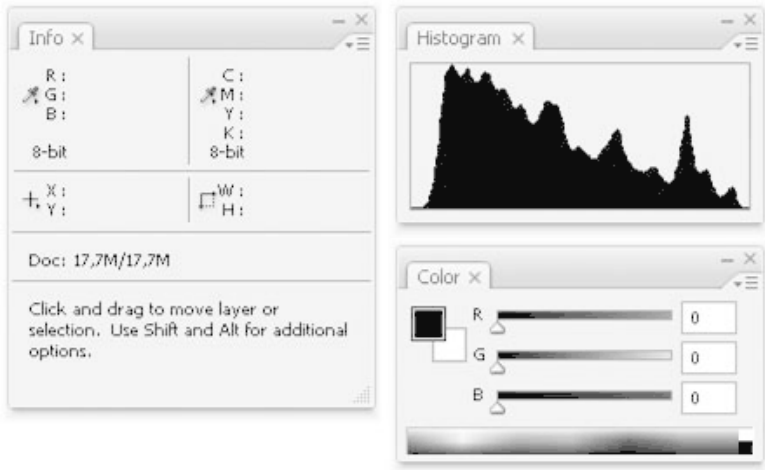 Info ×
R:
G:
B:
8-bit
C:
M:
Y:
K:
8-bit
X:
Y:
W:
H:
Doc: 17,7M/17,7M
Click and drag to move layer or
selection. Use Shift and Alt for additional
options.
Histogram ×
Color ×
R 0
G 0
B 0